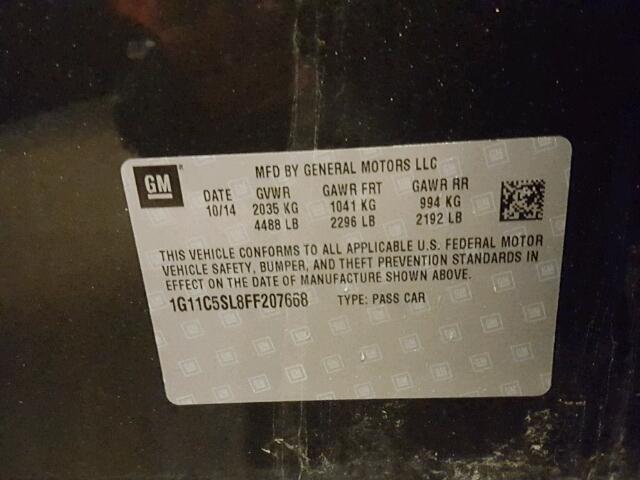 GM
MFD BY GENERAL MOTORS LLC
DATE GVWR GAWR FRT GAWR RR
10/14 2035 KG 1041 KG 994 KG
4488 LB 2296 LB 2192 LB
THIS VEHICLE CONFORMS TO ALL APPLICABLE U.S. FEDERAL MOTOR
VEHICLE SAFETY, BUMPER, AND THEFT PREVENTION STANDARDS IN
EFFECT ON THE DATE OF MANUFACTURE SHOWN ABOVE.
1G11C5SL8FF207668 TYPE: PASS CAR